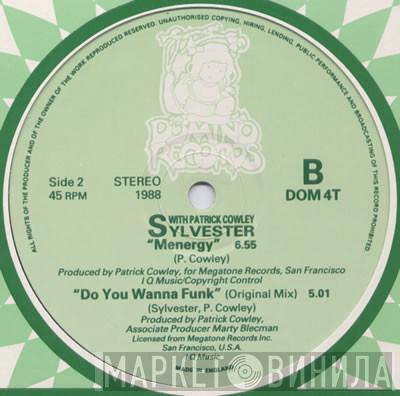 ALL RIGHTS OF THE PRODUCER AND OF THE OWNER OF THE WORK REPRODUCED RESERVED. UNAUTHORISED COPYING, HIRING, LENDING, PUBLIC PERFORMANCE AND BROADCASTING OF THIS RECORD PROHIBITED.
DOMINO
RECORDS
Side 2
45 RPM
STEREO
1988
B
DOM 4T
WITH PATRICK COWLEY
SYLVESTER
"Menergy" 6.55
(P. Cowley)
Produced by Patrick Cowley, for Megatone Records, San Francisco
I Q Music/Copyright Control
"Do You Wanna Funk" (Original Mix) 5.01
(Sylvester, P. Cowley)
Produced by Patrick Cowley,
Associate Producer Marty Blecman
Licensed from Megatone Records Inc.
San Francisco, U.S.A.
I Q Music
MADE IN ENGLAND
МАРКЕТ ВИНИЛА